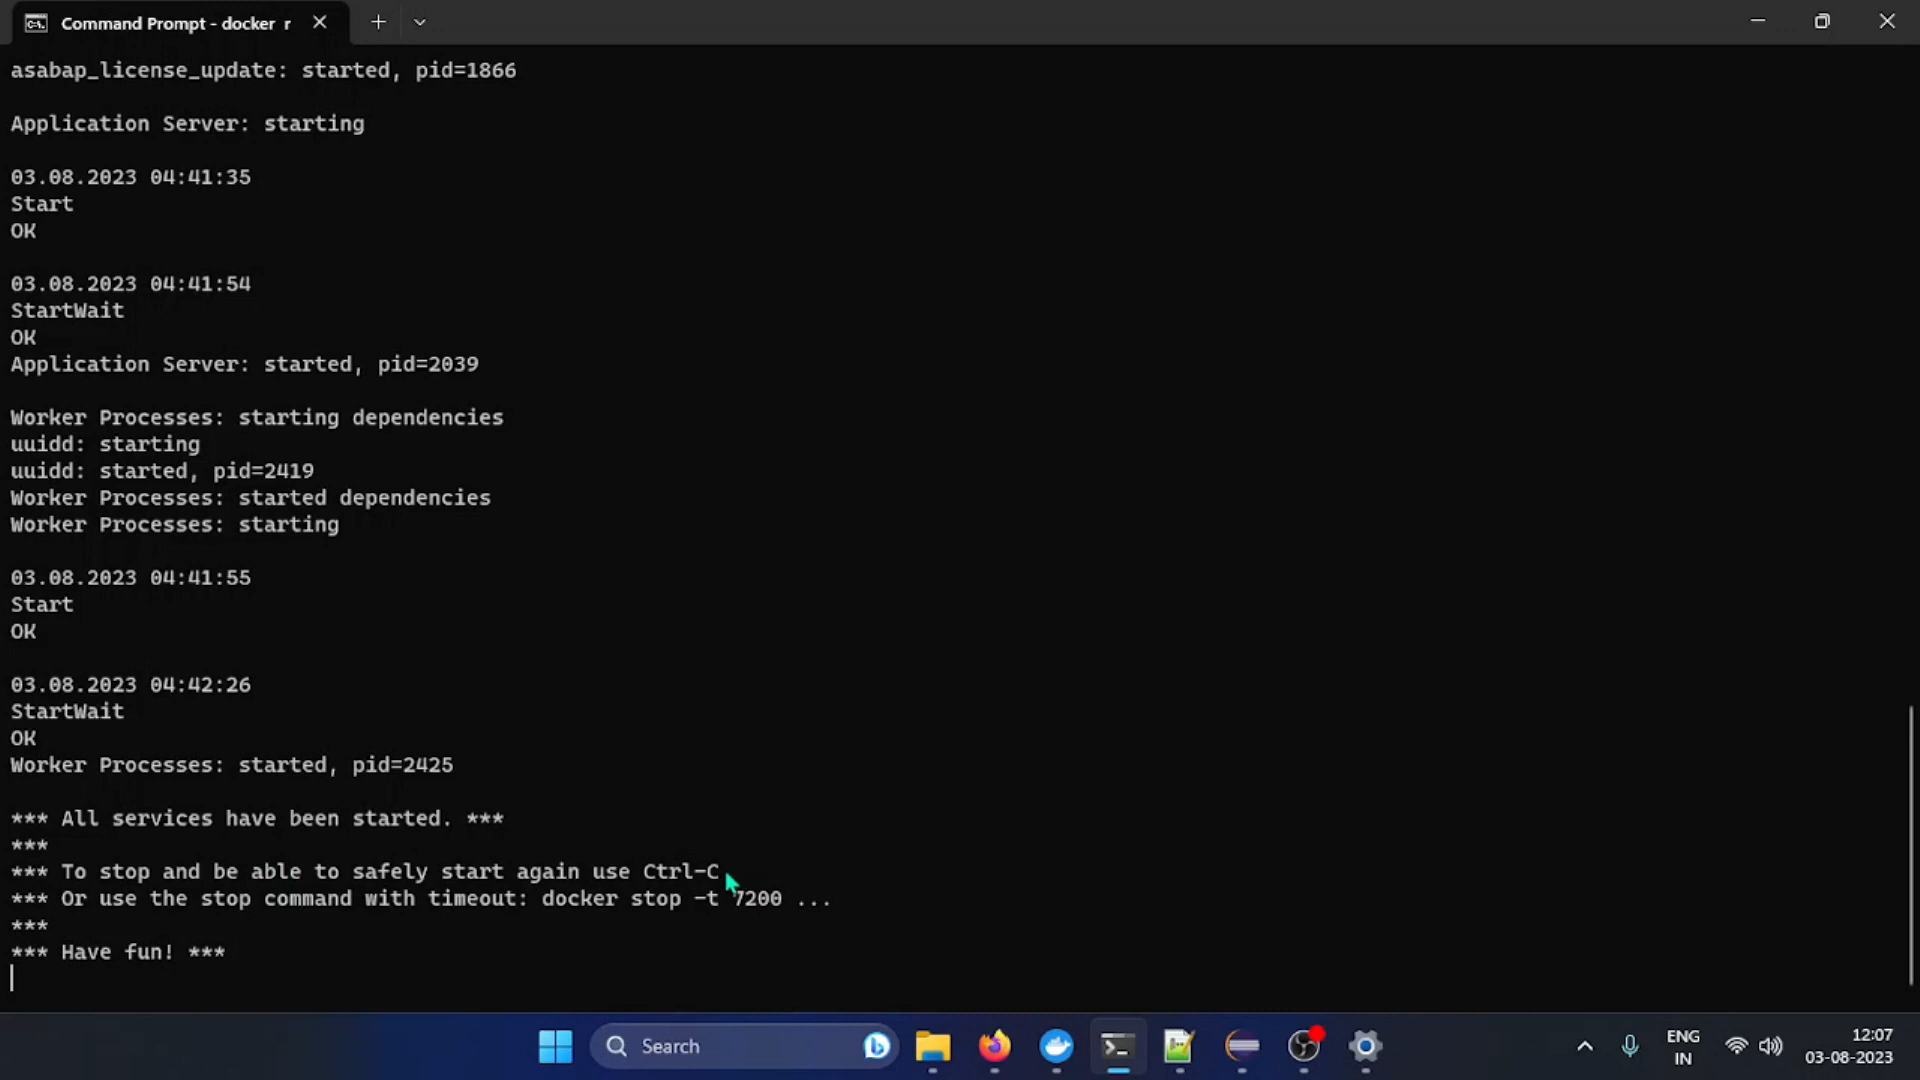 Command Prompt - docker r
asabap_license_update: started, pid=1866
Application Server: starting
03.08.2023 04:41:35
Start
OK
03.08.2023 04:41:54
StartWait
OK
Application Server: started, pid=2039
Worker Processes: starting dependencies
uuidd: starting
uuidd: started, pid=2419
Worker Processes: started dependencies
Worker Processes: starting
03.08.2023 04:41:55
Start
OK
03.08.2023 04:42:26
StartWait
OK
Worker Processes: started, pid=2425
*** All services have been started. ***
***
*** To stop and be able to safely start again use Ctrl-C
*** Or use the stop command with timeout: docker stop -t 7200 ...
***
*** Have fun! ***
Search
ENG
IN
12:07
03-08-2023